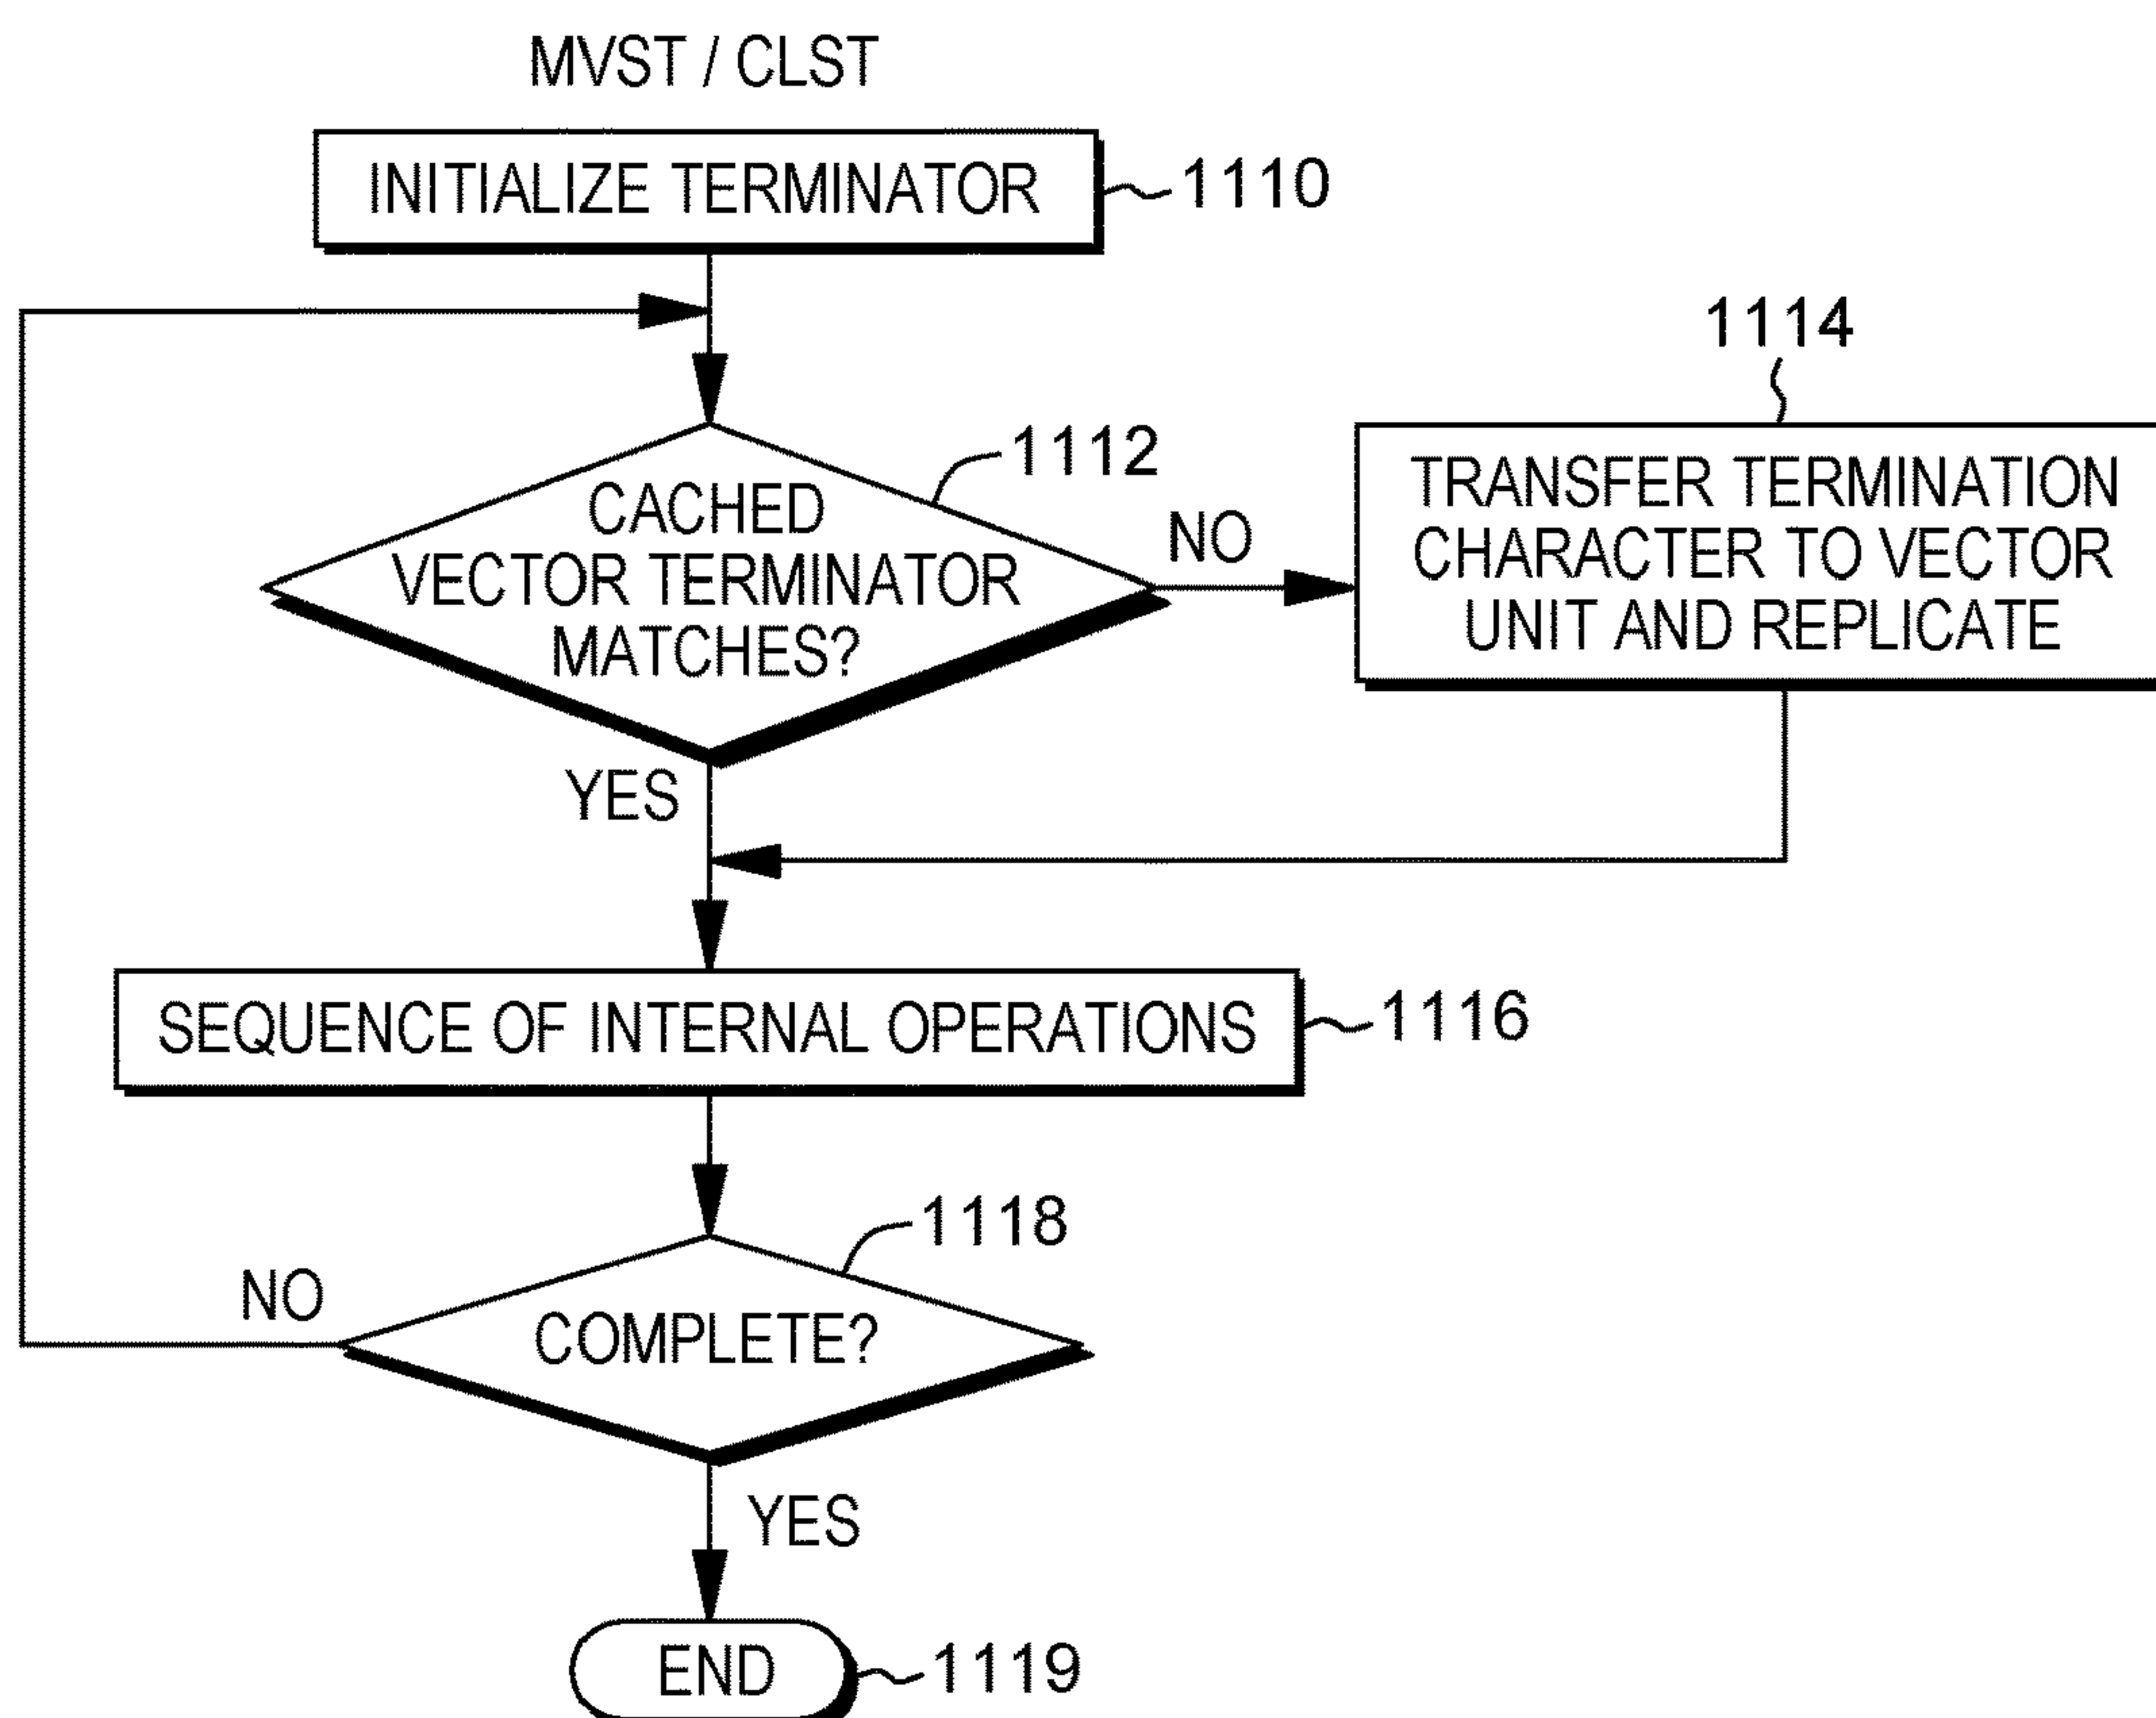 MVST / CLST
INITIALIZE TERMINATOR
1110
1114
1112
CACHED
VECTOR TERMINATOR
MATCHES?
NO
TRANSFER TERMINATION
CHARACTER TO VECTOR
UNIT AND REPLICATE
YES
SEQUENCE OF INTERNAL OPERATIONS
1116
1118
NO
COMPLETE?
YES
END
1119